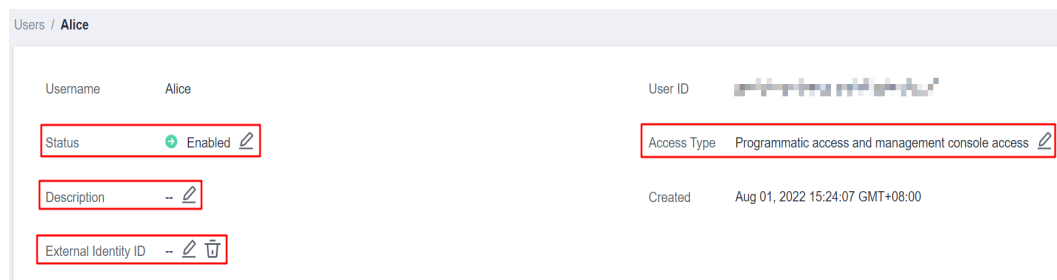 Users / Alice
Username Alice
User ID
Status Enabled
Access Type Programmatic access and management console access
Description --
Created Aug 01, 2022 15:24:07 GMT+08:00
External Identity ID --